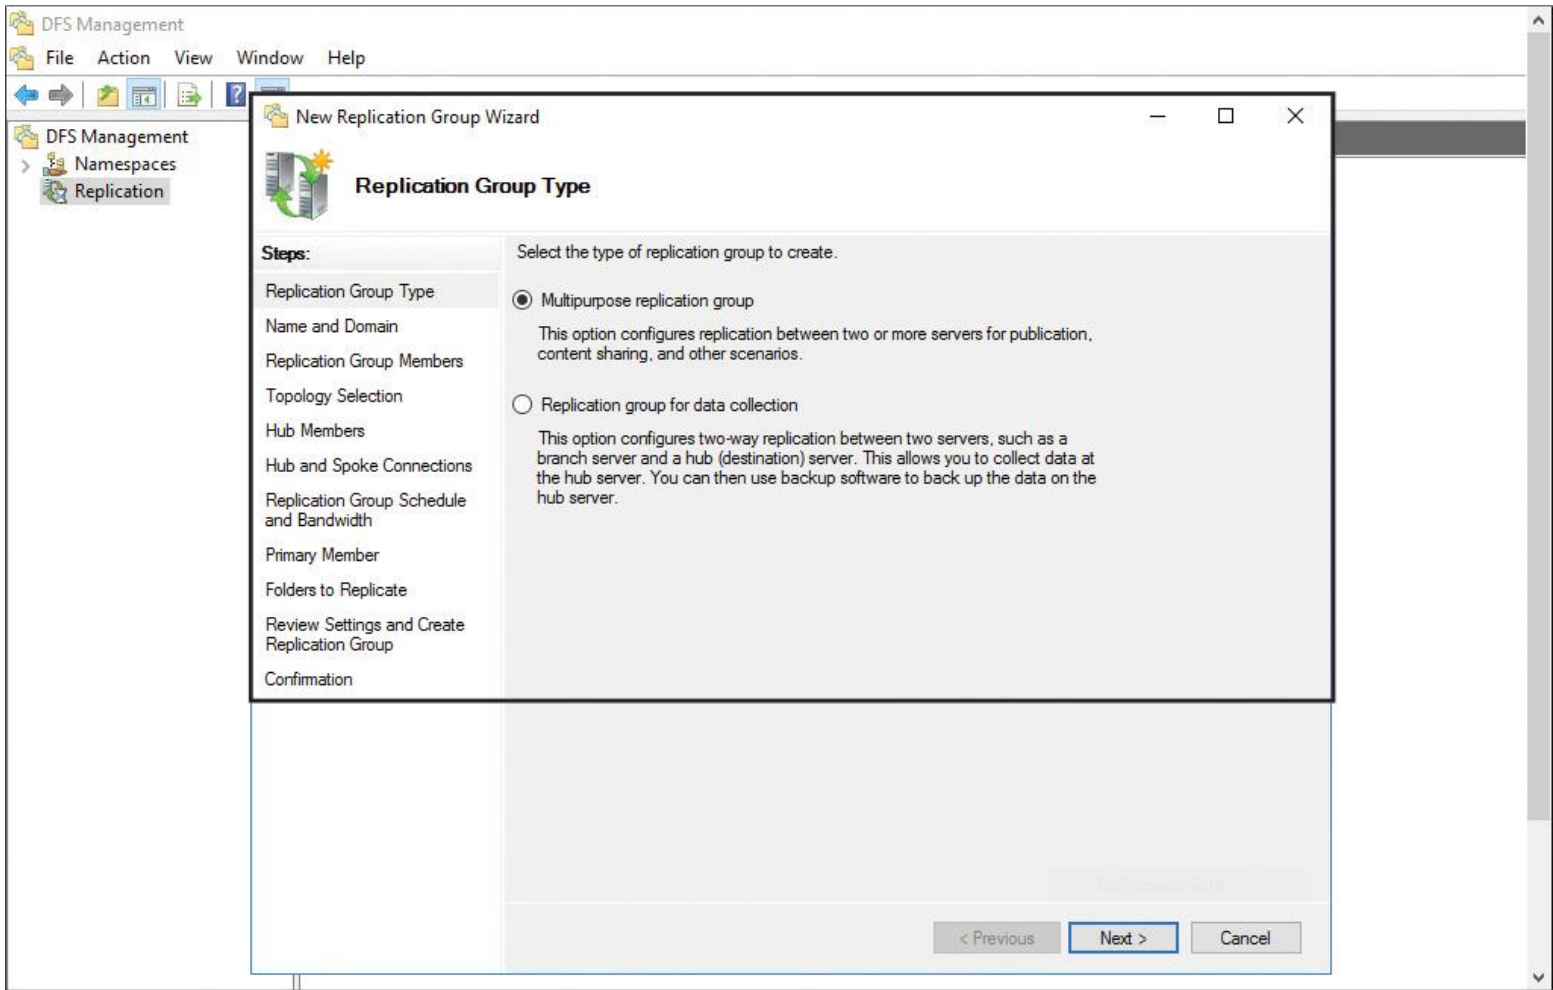 DFS Management
File Action View Window Help
DFS Management
Namespaces
Replication
New Replication Group Wizard
Replication Group Type
Steps:
Replication Group Type
Name and Domain
Replication Group Members
Topology Selection
Hub Members
Hub and Spoke Connections
Replication Group Schedule
and Bandwidth
Primary Member
Folders to Replicate
Review Settings and Create
Replication Group
Confirmation
Select the type of replication group to create.
Multipurpose replication group
This option configures replication between two or more servers for publication,
content sharing, and other scenarios.
Replication group for data collection
This option configures two-way replication between two servers, such as a
branch server and a hub (destination) server. This allows you to collect data at
the hub server. You can then use backup software to back up the data on the
hub server.
< Previous
Next >
Cancel